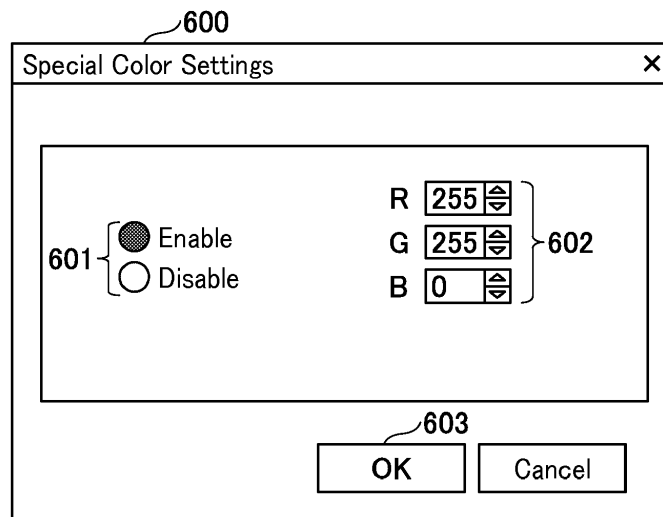 600
Special Color Settings ×
R 255
601 Enable G 255 602
Disable B 0
603
OK Cancel